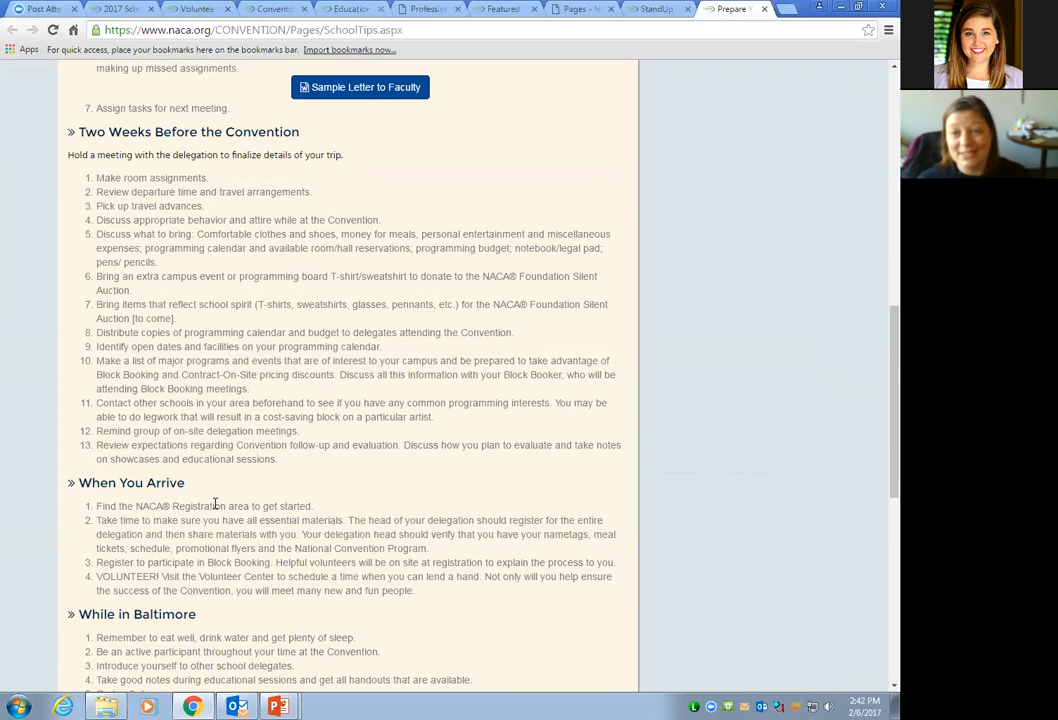 Post Atte
2017 Scho
Voluntee
Conventi
Education
Profession
Featured
Pages - N
StandUp
Prepare Y
https://www.naca.org/CONVENTION/Pages/SchoolTips.aspx
Apps For quick access, place your bookmarks here on the bookmarks bar. Import bookmarks now...
making up missed assignments.
Sample Letter to Faculty
7. Assign tasks for next meeting.
» Two Weeks Before the Convention
Hold a meeting with the delegation to finalize details of your trip.
1. Make room assignments.
2. Review departure time and travel arrangements.
3. Pick up travel advances.
4. Discuss appropriate behavior and attire while at the Convention.
5. Discuss what to bring: Comfortable clothes and shoes, money for meals, personal entertainment and miscellaneous
expenses; programming calendar and available room/hall reservations; programming budget; notebook/legal pad;
pens/ pencils.
6. Bring an extra campus event or programming board T-shirt/sweatshirt to donate to the NACA® Foundation Silent
Auction.
7. Bring items that reflect school spirit (T-shirts, sweatshirts, glasses, pennants, etc.) for the NACA® Foundation Silent
Auction [to come].
8. Distribute copies of programming calendar and budget to delegates attending the Convention.
9. Identify open dates and facilities on your programming calendar.
10. Make a list of major programs and events that are of interest to your campus and be prepared to take advantage of
Block Booking and Contract-On-Site pricing discounts. Discuss all this information with your Block Booker, who will be
attending Block Booking meetings.
11. Contact other schools in your area beforehand to see if you have any common programming interests. You may be
able to do legwork that will result in a cost-saving block on a particular artist.
12. Remind group of on-site delegation meetings.
13. Review expectations regarding Convention follow-up and evaluation. Discuss how you plan to evaluate and take notes
on showcases and educational sessions.
» When You Arrive
1. Find the NACA® Registration area to get started.
2. Take time to make sure you have all essential materials. The head of your delegation should register for the entire
delegation and then share materials with you. Your delegation head should verify that you have your nametags, meal
tickets, schedule, promotional flyers and the National Convention Program.
3. Register to participate in Block Booking. Helpful volunteers will be on site at registration to explain the process to you.
4. VOLUNTEER! Visit the Volunteer Center to schedule a time when you can lend a hand. Not only will you help ensure
the success of the Convention, you will meet many new and fun people.
» While in Baltimore
1. Remember to eat well, drink water and get plenty of sleep.
2. Be an active participant throughout your time at the Convention.
3. Introduce yourself to other school delegates.
4. Take good notes during educational sessions and get all handouts that are available.
2:42 PM
2/6/2017